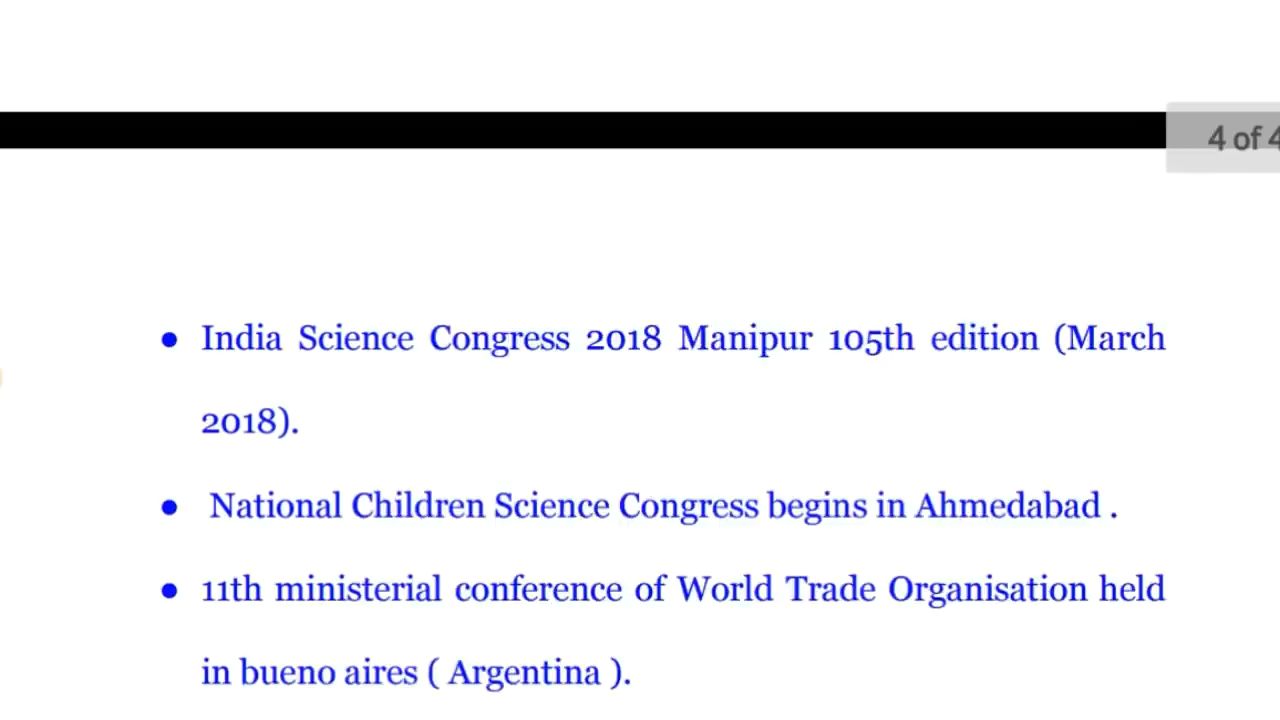 4 of 4
● India Science Congress 2018 Manipur 105th edition (March
2018).
● National Children Science Congress begins in Ahmedabad .
● 11th ministerial conference of World Trade Organisation held
in bueno aires ( Argentina ).